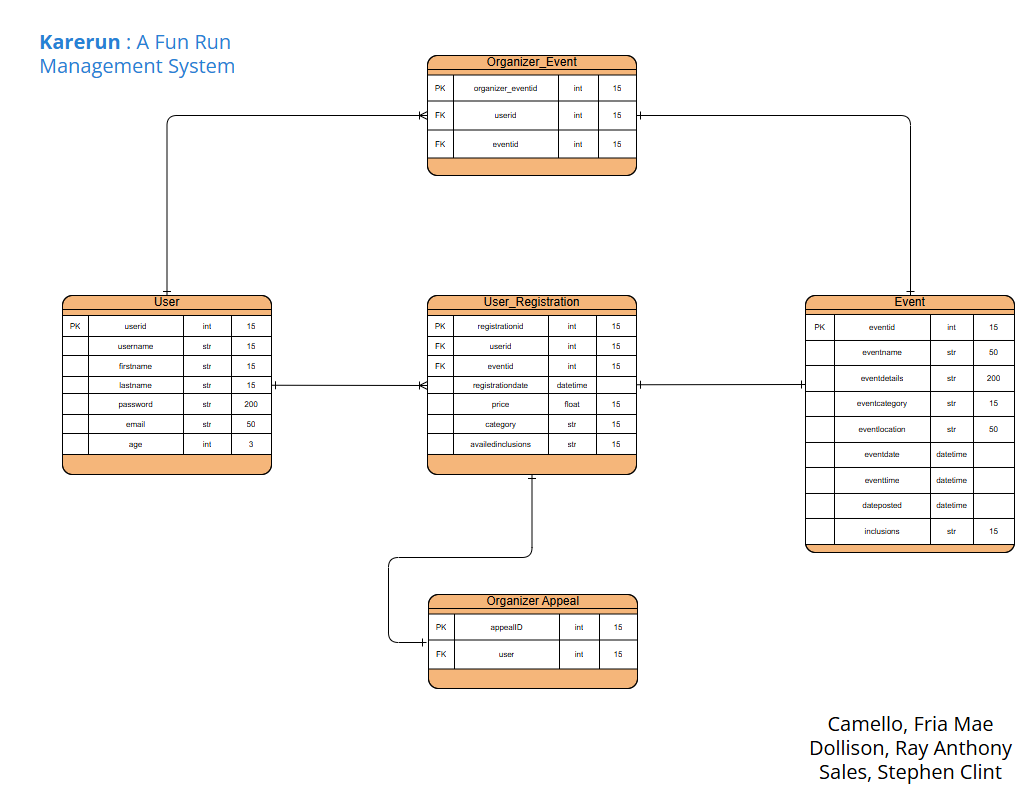 Karerun : A Fun Run
Management System
Organizer_Event
PK organizer_eventid int 15
FK userid int 15
FK eventid int 15
User
PK userid int 15
username str 15
firstname str 15
lastname str 15
password str 200
email str 50
age int 3
User_Registration
PK registrationid int 15
FK userid int 15
FK eventid int 15
registrationdate datetime
price float 15
category str 15
availedinclusions str 15
Event
PK eventid int 15
eventname str 50
eventdetails str 200
eventcategory str 15
eventlocation str 50
eventdate datetime
eventtime datetime
dateposted datetime
inclusions str 15
Organizer Appeal
PK appealID int 15
FK user int 15
Camello, Fria Mae
Dollison, Ray Anthony
Sales, Stephen Clint